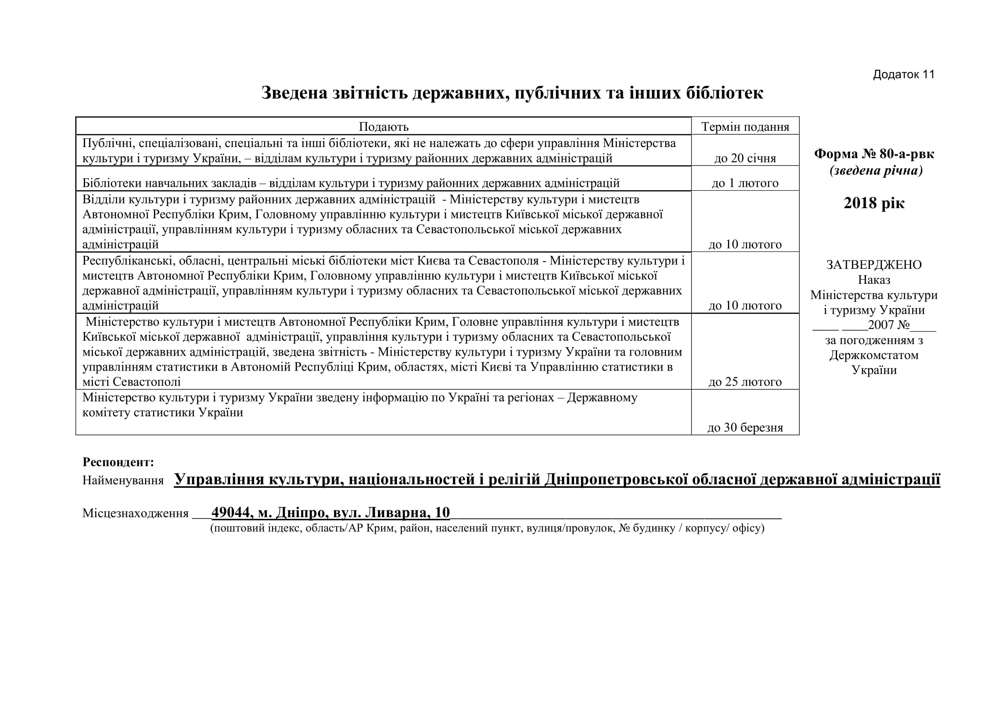 Додаток 11
Зведена звітність державних, публічних та інших бібліотек
Подають
Термін подання
Публічні, спеціалізовані, спеціальні та інші бібліотеки, які не належать до сфери управління Міністерства
культури і туризму України, – відділам культури і туризму районних державних адміністрацій
до 20 січня
Бібліотеки навчальних закладів – відділам культури і туризму районних державних адміністрацій
до 1 лютого
Відділи культури і туризму районних державних адміністрацій  - Міністерству культури і мистецтв
Автономної Республіки Крим, Головному управлінню культури і мистецтв Київської міської державної
адміністрації, управлінням культури і туризму обласних та Севастопольської міської державних
адміністрацій
до 10 лютого
Республіканські, обласні, центральні міські бібліотеки міст Києва та Севастополя - Міністерству культури і
мистецтв Автономної Республіки Крим, Головному управлінню культури і мистецтв Київської міської
державної адміністрації, управлінням культури і туризму обласних та Севастопольської міської державних
адміністрацій
до 10 лютого
Міністерство культури і мистецтв Автономної Республіки Крим, Головне управління культури і мистецтв
Київської міської державної  адміністрації, управління культури і туризму обласних та Севастопольської
міської державних адміністрацій, зведена звітність - Міністерству культури і туризму України та головним
управлінням статистики в Автономій Республіці Крим, областях, місті Києві та Управлінню статистики в
місті Севастополі
до 25 лютого
Міністерство культури і туризму України зведену інформацію по Україні та регіонах – Державному
комітету статистики України
до 30 березня
Форма № 80-а-рвк
(зведена річна)
2018 рік
ЗАТВЕРДЖЕНО
Наказ
Міністерства культури
і туризму України
____ ____2007 №____
за погодженням з
Держкомстатом
України
Респондент:
Найменування Управління культури, національностей і релігій Дніпропетровської обласної державної адміністрації
Місцезнаходження ___49044, м. Дніпро, вул. Ливарна, 10___
(поштовий індекс, область/АР Крим, район, населений пункт, вулиця/провулок, № будинку / корпусу/ офісу)